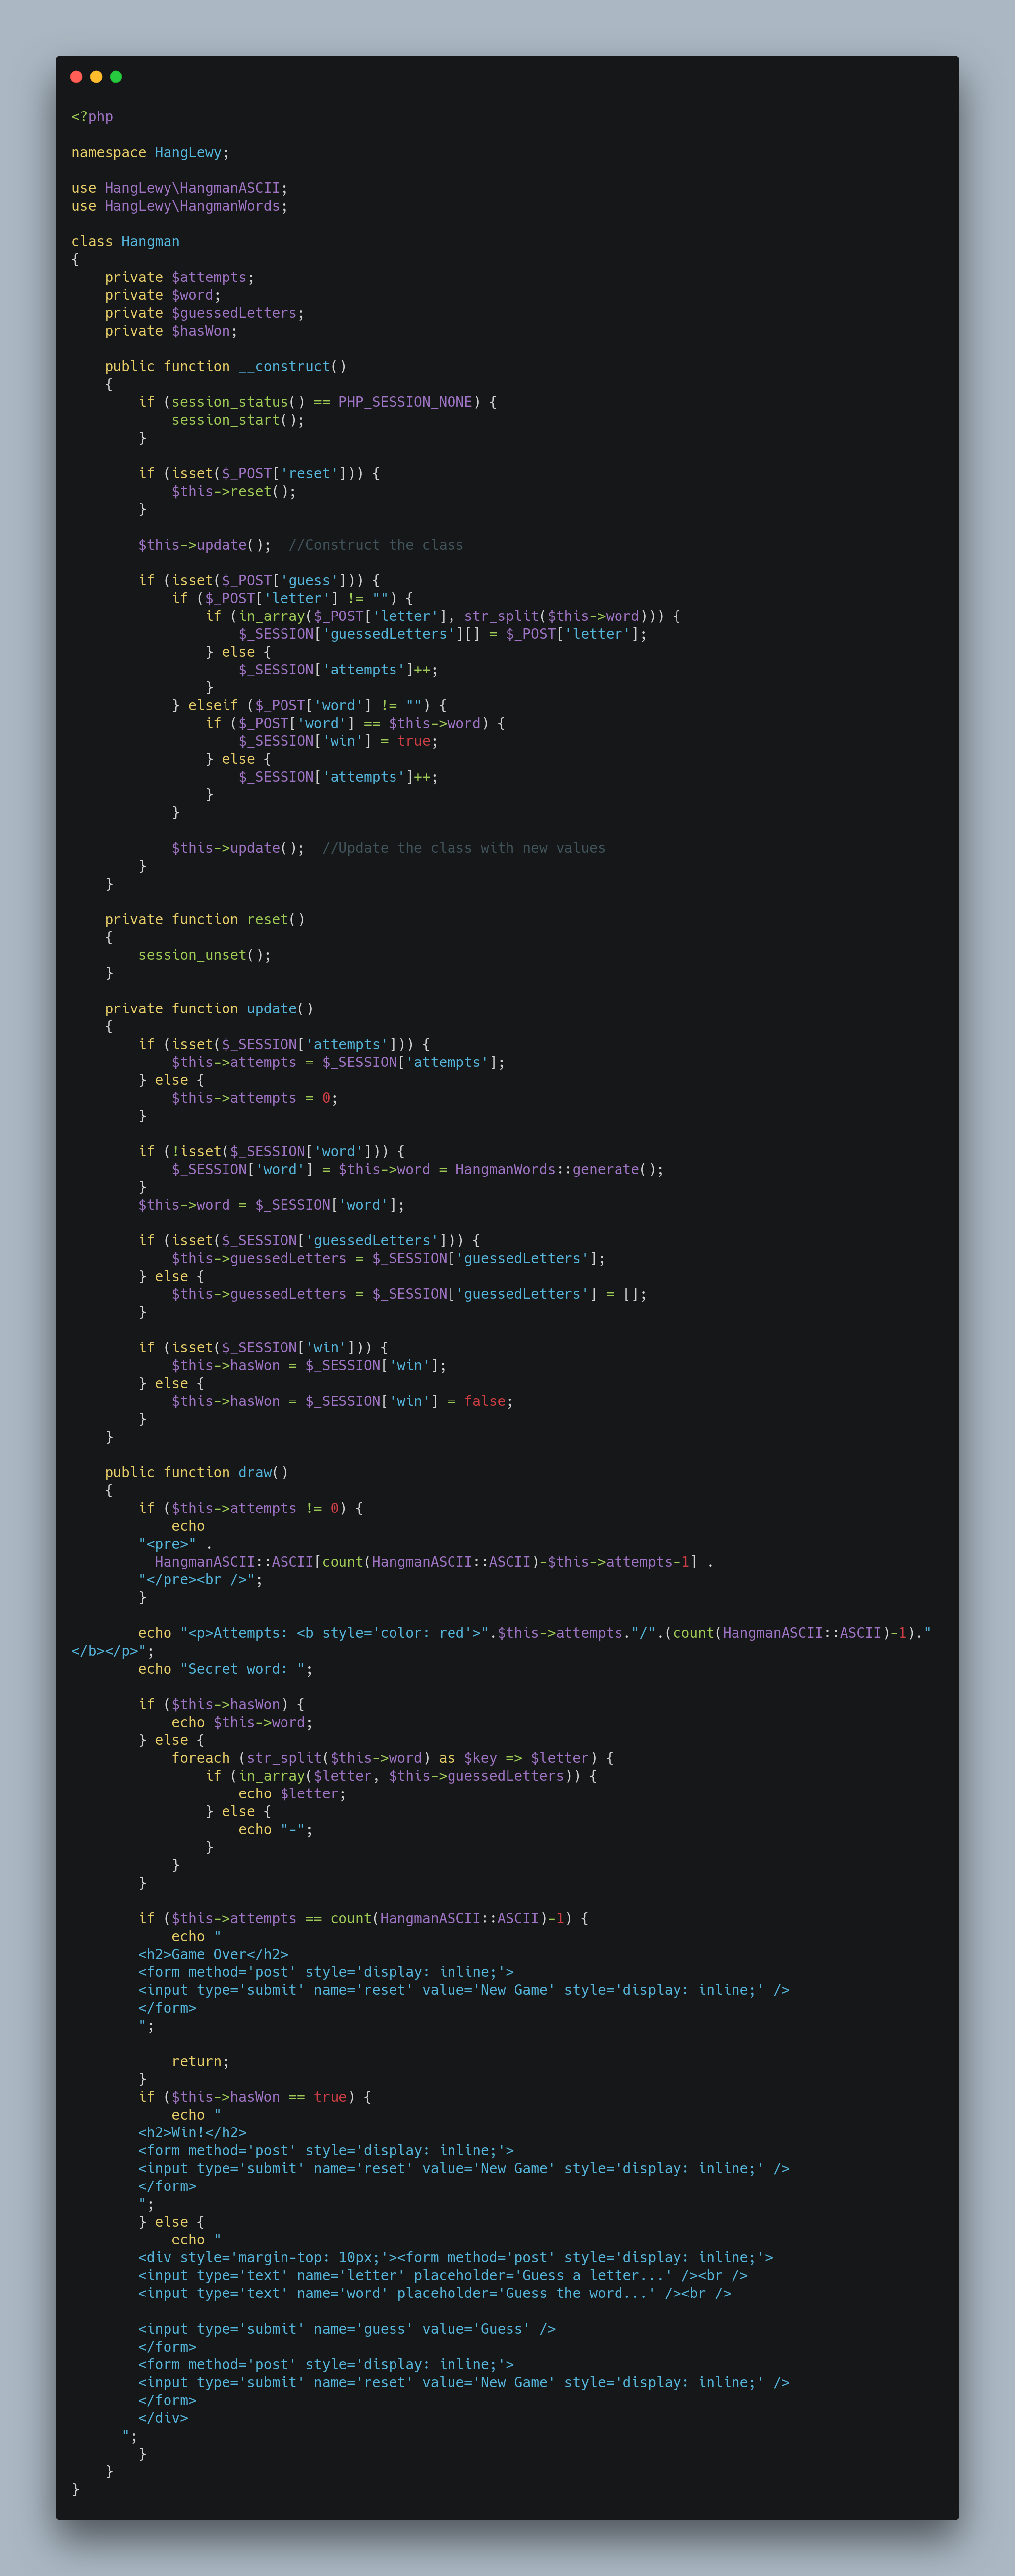 <?php

namespace HangLewy;

use HangLewy\HangmanASCII;
use HangLewy\HangmanWords;

class Hangman
{
    private $attempts;
    private $word;
    private $guessedLetters;
    private $hasWon;

    public function __construct()
    {
        if (session_status() == PHP_SESSION_NONE) {
            session_start();
        }

        if (isset($_POST['reset'])) {
            $this->reset();
        }

        $this->update();  //Construct the class

        if (isset($_POST['guess'])) {
            if ($_POST['letter'] != "") {
                if (in_array($_POST['letter'], str_split($this->word))) {
                    $_SESSION['guessedLetters'][] = $_POST['letter'];
                } else {
                    $_SESSION['attempts']++;
                }
            } elseif ($_POST['word'] != "") {
                if ($_POST['word'] == $this->word) {
                    $_SESSION['win'] = true;
                } else {
                    $_SESSION['attempts']++;
                }
            }

            $this->update();  //Update the class with new values
        }
    }

    private function reset()
    {
        session_unset();
    }

    private function update()
    {
        if (isset($_SESSION['attempts'])) {
            $this->attempts = $_SESSION['attempts'];
        } else {
            $this->attempts = 0;
        }

        if (!isset($_SESSION['word'])) {
            $_SESSION['word'] = $this->word = HangmanWords::generate();
        }
        $this->word = $_SESSION['word'];

        if (isset($_SESSION['guessedLetters'])) {
            $this->guessedLetters = $_SESSION['guessedLetters'];
        } else {
            $this->guessedLetters = $_SESSION['guessedLetters'] = [];
        }

        if (isset($_SESSION['win'])) {
            $this->hasWon = $_SESSION['win'];
        } else {
            $this->hasWon = $_SESSION['win'] = false;
        }
    }

    public function draw()
    {
        if ($this->attempts != 0) {
            echo
        "<pre>" .
          HangmanASCII::ASCII[count(HangmanASCII::ASCII)-$this->attempts-1] .
        "</pre><br />";
        }

        echo "<p>Attempts: <b style='color: red'>".$this->attempts."/".(count(HangmanASCII::ASCII)-1)."
</b></p>";
        echo "Secret word: ";

        if ($this->hasWon) {
            echo $this->word;
        } else {
            foreach (str_split($this->word) as $key => $letter) {
                if (in_array($letter, $this->guessedLetters)) {
                    echo $letter;
                } else {
                    echo "-";
                }
            }
        }

        if ($this->attempts == count(HangmanASCII::ASCII)-1) {
            echo "
        <h2>Game Over</h2>
        <form method='post' style='display: inline;'>
        <input type='submit' name='reset' value='New Game' style='display: inline;' />
        </form>
        ";

            return;
        }
        if ($this->hasWon == true) {
            echo "
        <h2>Win!</h2>
        <form method='post' style='display: inline;'>
        <input type='submit' name='reset' value='New Game' style='display: inline;' />
        </form>
        ";
        } else {
            echo "
        <div style='margin-top: 10px;'><form method='post' style='display: inline;'>
        <input type='text' name='letter' placeholder='Guess a letter...' /><br />
        <input type='text' name='word' placeholder='Guess the word...' /><br />

        <input type='submit' name='guess' value='Guess' />
        </form>
        <form method='post' style='display: inline;'>
        <input type='submit' name='reset' value='New Game' style='display: inline;' />
        </form>
        </div>
      ";
        }
    }
}